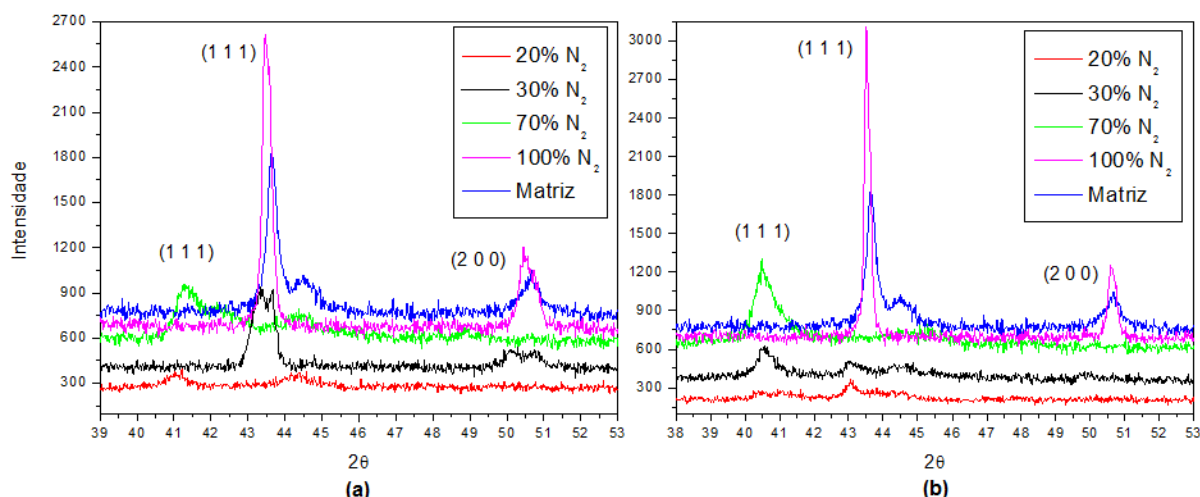 2700
2400
2100
1800
1500
1200
900
600
300
Intensidade
(1 1 1)
(1 1 1)
(2 0 0)
20% N₂
30% N₂
70% N₂
100% N₂
Matriz
39 40 41 42 43 44 45 46 47 48 49 50 51 52 53
2θ
(a)
3000
2700
2400
2100
1800
1500
1200
900
600
300
(1 1 1)
(1 1 1)
(2 0 0)
20% N₂
30% N₂
70% N₂
100% N₂
Matriz
38 39 40 41 42 43 44 45 46 47 48 49 50 51 52 53
2θ
(b)